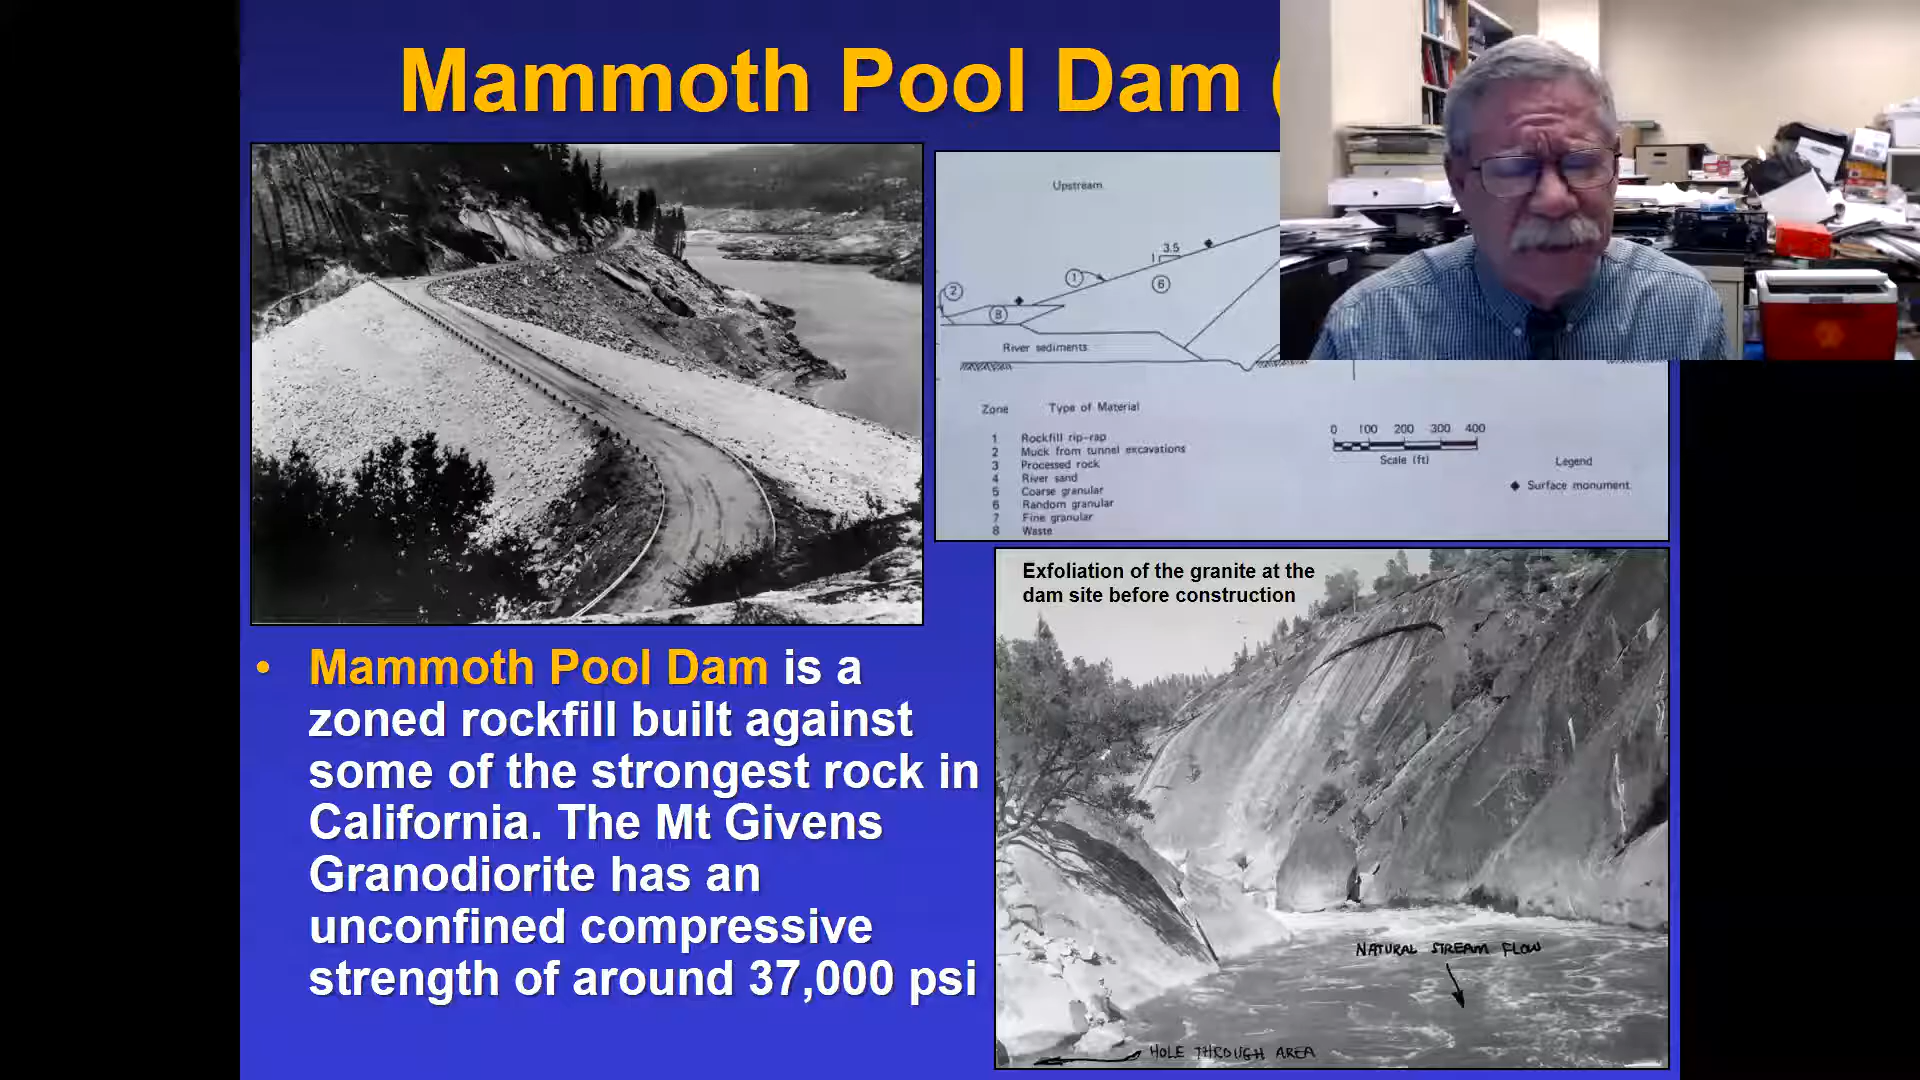 Mammoth Pool Dam (
Upstream
3.5
1
1
6
2
8
River sediments
Zone Type of Material
1 Rockfill rip-rap
2 Muck from tunnel excavations
3 Processed rock
4 River sand
5 Coarse granular
6 Random granular
7 Fine granular
8 Waste
0 100 200 300 400
Scale (ft)
Legend
Surface monument
Exfoliation of the granite at the
dam site before construction
NATURAL STREAM FLOW
HOLE THROUGH AREA
• Mammoth Pool Dam is a
zoned rockfill built against
some of the strongest rock in
California. The Mt Givens
Granodiorite has an
unconfined compressive
strength of around 37,000 psi